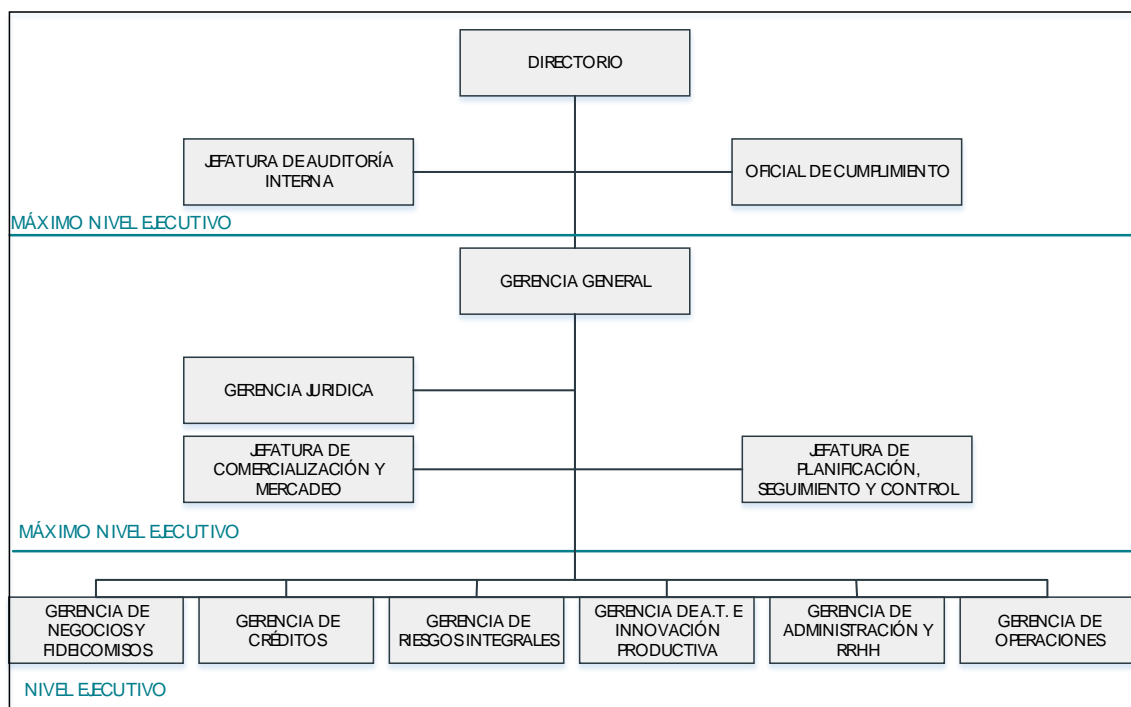 DIRECTORIO
JEFATURA DE AUDITORÍA
INTERNA
OFICIAL DE CUMPLIMIENTO
MÁXIMO NIVEL EJECUTIVO
GERENCIA GENERAL
GERENCIA JURIDICA
JEFATURA DE
COMERCIALIZACIÓN Y
MERCADEO
JEFATURA DE
PLANIFICACIÓN,
SEGUIMIENTO Y CONTROL
MÁXIMO NIVEL EJECUTIVO
GERENCIA DE
NEGOCIOS Y
FIDEICOMISOS
GERENCIA DE
CRÉDITOS
GERENCIA DE
RIESGOS INTEGRALES
GERENCIA DE A.T. E
INNOVACIÓN
PRODUCTIVA
GERENCIA DE
ADMINISTRACIÓN Y
RRHH
GERENCIA DE
OPERACIONES
NIVEL EJECUTIVO